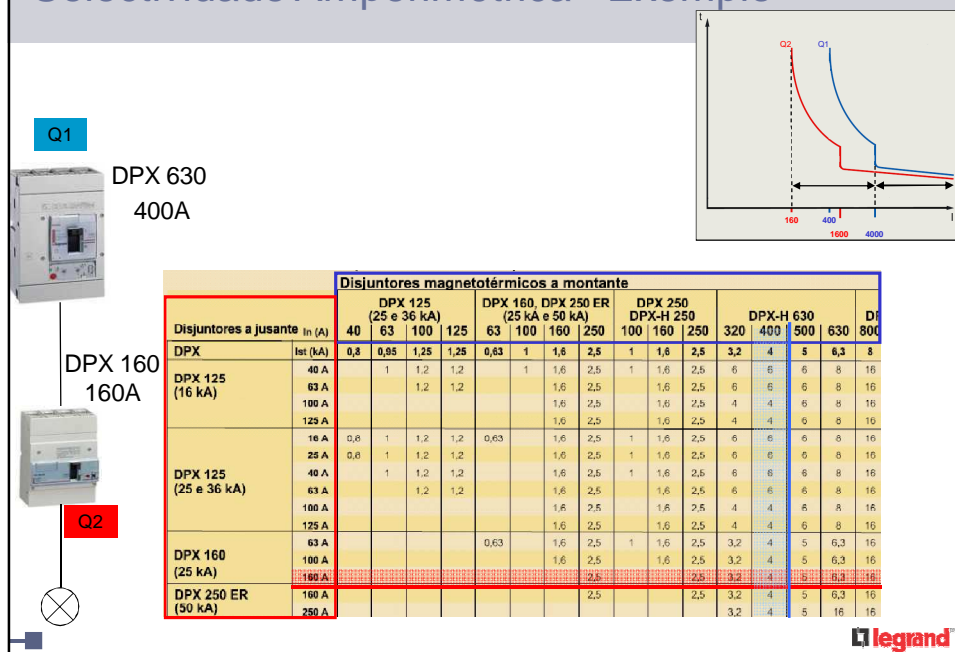 Selectividade Amperimétrica - Exemplo
t
Q2
Q1
160
400
1600
4000
I
Q1
DPX 630
400A
DPX 160
160A
Q2
Disjuntores magnetotérmicos a montante
DPX 125 DPX 160, DPX 250 ER DPX 250
(25 e 36 kA) (25 kA e 50 kA) DPX-H 250 DPX-H 630
Disjuntores a jusante In (A) 40 63 100 125 63 100 160 250 100 160 250 320 400 500 630 800
DPX Ist (kA) 0,8 0,95 1,25 1,25 0,63 1 1,6 2,5 1 1,6 2,5 3,2 4 5 6,3 8
DPX 125
(16 kA)
40 A 1 1,2 1,2 1 1,6 2,5 1 1,6 2,5 6 6 6 8 16
63 A 1,2 1,2 1,6 2,5 1,6 2,5 6 6 6 8 16
100 A 1,6 2,5 1,6 2,5 4 4 6 8 16
125 A 1,6 2,5 1,6 2,5 4 4 6 8 16
DPX 125
(25 e 36 kA)
16 A 0,8 1 1,2 1,2 0,63 1,6 2,5 1 1,6 2,5 6 6 6 8 16
25 A 0,8 1 1,2 1,2 1,6 2,5 1 1,6 2,5 6 6 6 8 16
40 A 1 1,2 1,2 1,6 2,5 1 1,6 2,5 6 6 6 8 16
63 A 1,2 1,2 1,6 2,5 1,6 2,5 6 6 6 8 16
100 A 1,6 2,5 1,6 2,5 4 4 6 8 16
125 A 1,6 2,5 1,6 2,5 4 4 6 8 16
DPX 160
(25 kA)
63 A 0,63 1,6 2,5 1 1,6 2,5 3,2 4 5 6,3 16
100 A 1,6 2,5 1,6 2,5 3,2 4 5 6,3 16
160 A 2,5 2,5 3,2 4 5 6,3 16
DPX 250 ER
(50 kA)
160 A 2,5 2,5 3,2 4 5 6,3 16
250 A 3,2 4 5 16 16
legrand